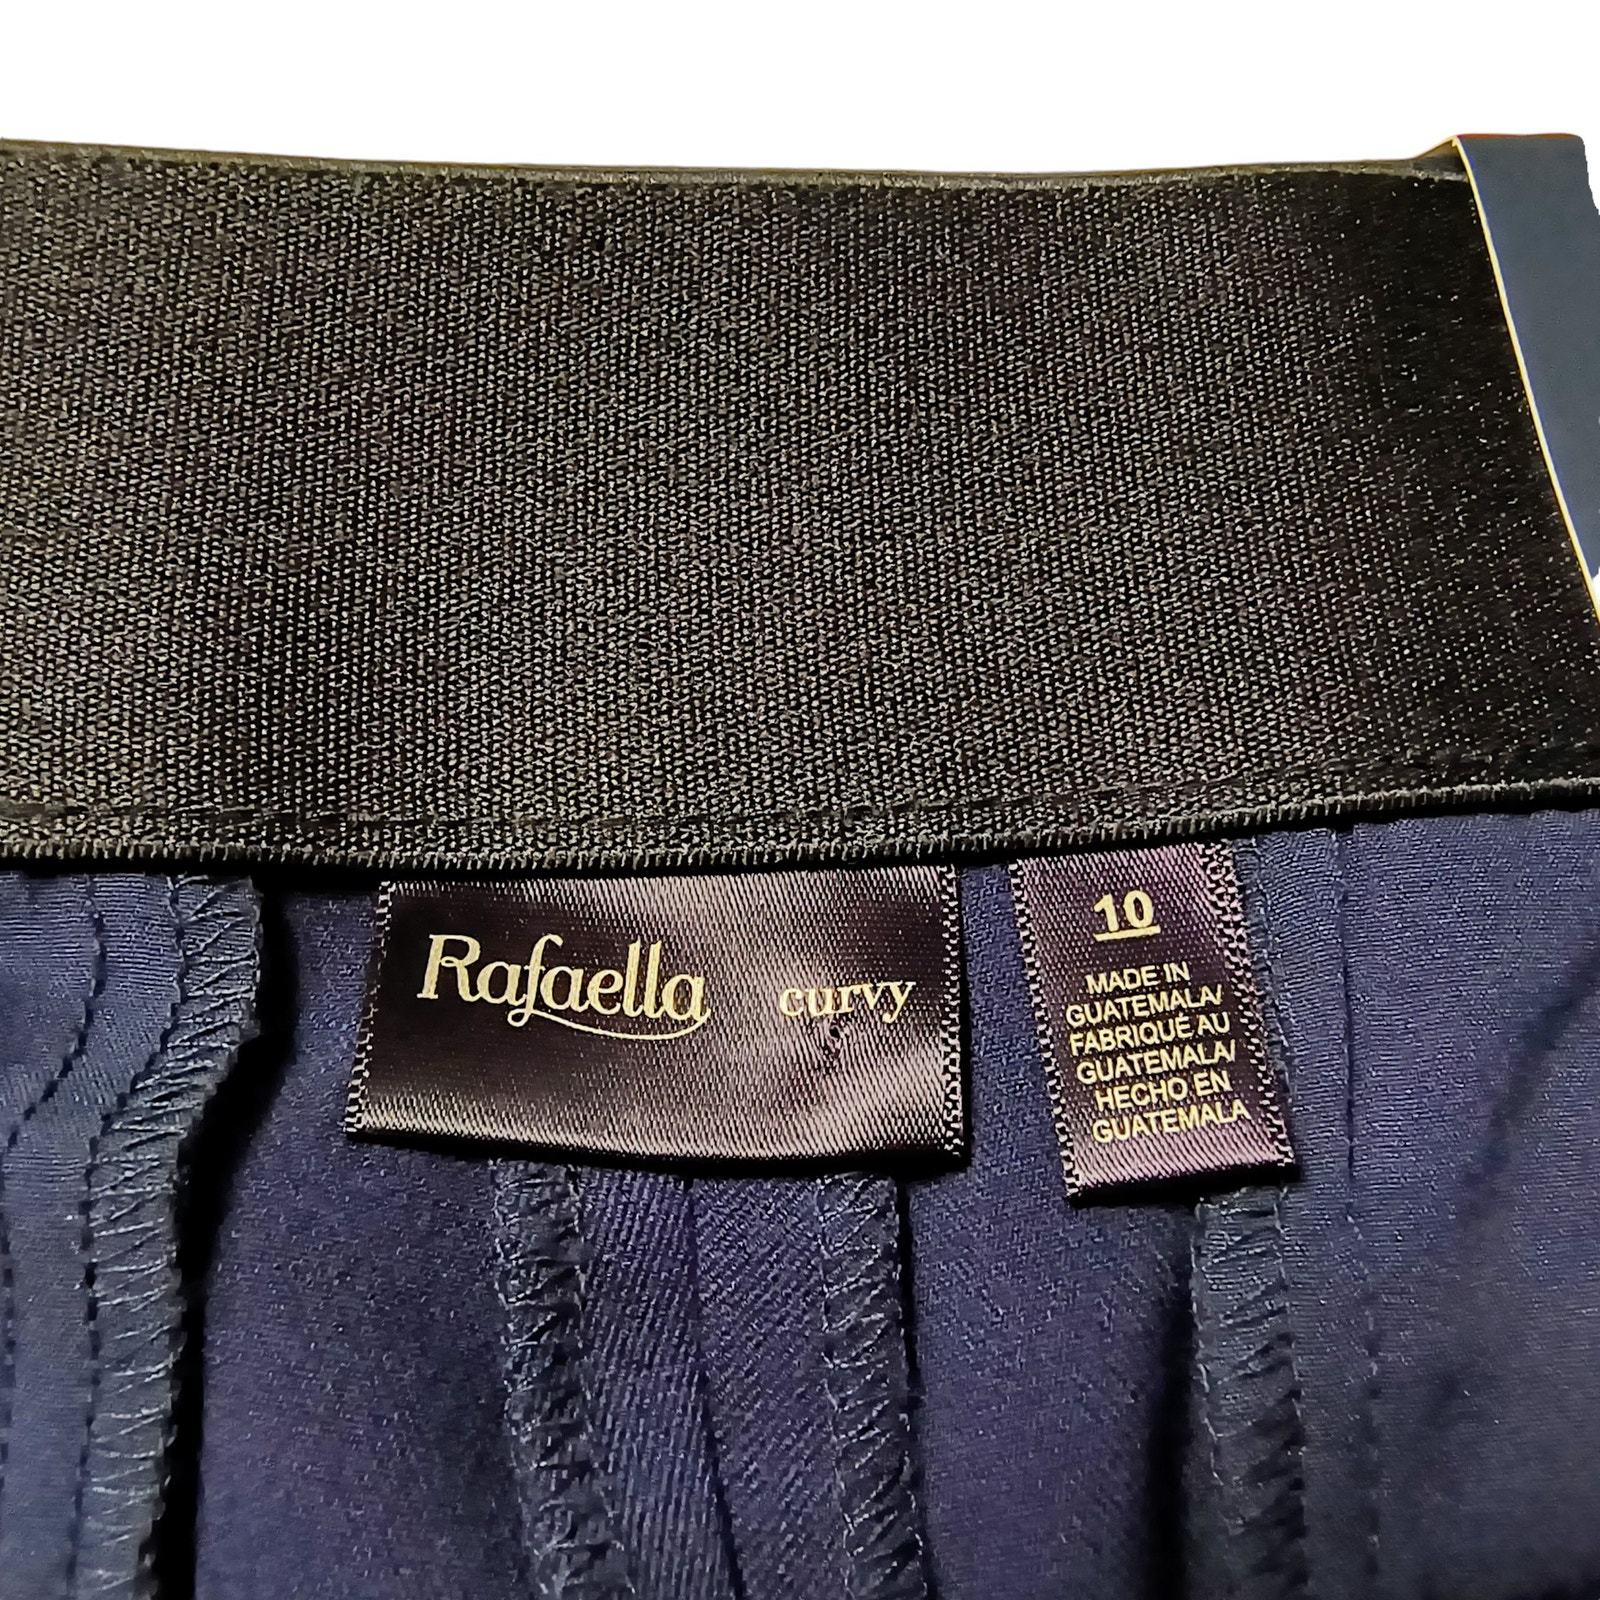 Rafaella curvy
10
MADE IN
GUATEMALA/
FABRIQUÉ AU
GUATEMALA/
HECHO EN
GUATEMALA